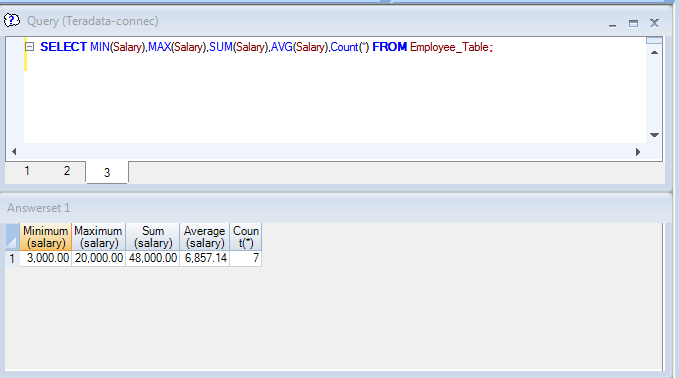 Query (Teradata-connec)
SELECT MIN(Salary),MAX(Salary),SUM(Salary),AVG(Salary),Count(*) FROM Employee_Table;
1 2 3
Answerset 1
Minimum Maximum Sum Average Coun
(salary) (salary) (salary) (salary) t(*)
1 3,000.00 20,000.00 48,000.00 6,857.14 7